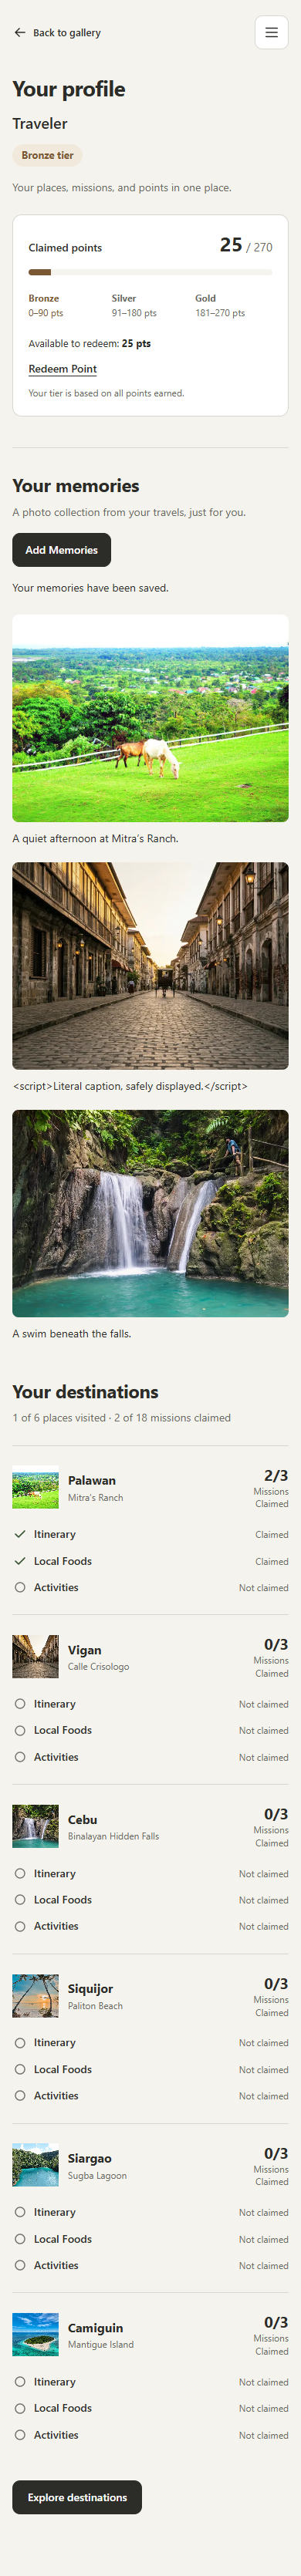 Back to gallery
Your profile
Traveler
Bronze tier
Your places, missions, and points in one place.
Claimed points
25 / 270
Bronze
0–90 pts
Silver
91–180 pts
Gold
181–270 pts
Available to redeem: 25 pts
Redeem Point
Your tier is based on all points earned.
Your memories
A photo collection from your travels, just for you.
Add Memories
Your memories have been saved.
A quiet afternoon at Mitra's Ranch.
<script>Literal caption, safely displayed.</script>
A swim beneath the falls.
Your destinations
1 of 6 places visited · 2 of 18 missions claimed
Palawan
Mitra's Ranch
2/3
Missions
Claimed
Itinerary
Claimed
Local Foods
Claimed
Activities
Not claimed
Vigan
Calle Crisologo
0/3
Missions
Claimed
Itinerary
Not claimed
Local Foods
Not claimed
Activities
Not claimed
Cebu
Binalayan Hidden Falls
0/3
Missions
Claimed
Itinerary
Not claimed
Local Foods
Not claimed
Activities
Not claimed
Siquijor
Paliton Beach
0/3
Missions
Claimed
Itinerary
Not claimed
Local Foods
Not claimed
Activities
Not claimed
Siargao
Sugba Lagoon
0/3
Missions
Claimed
Itinerary
Not claimed
Local Foods
Not claimed
Activities
Not claimed
Camiguin
Mantigue Island
0/3
Missions
Claimed
Itinerary
Not claimed
Local Foods
Not claimed
Activities
Not claimed
Explore destinations